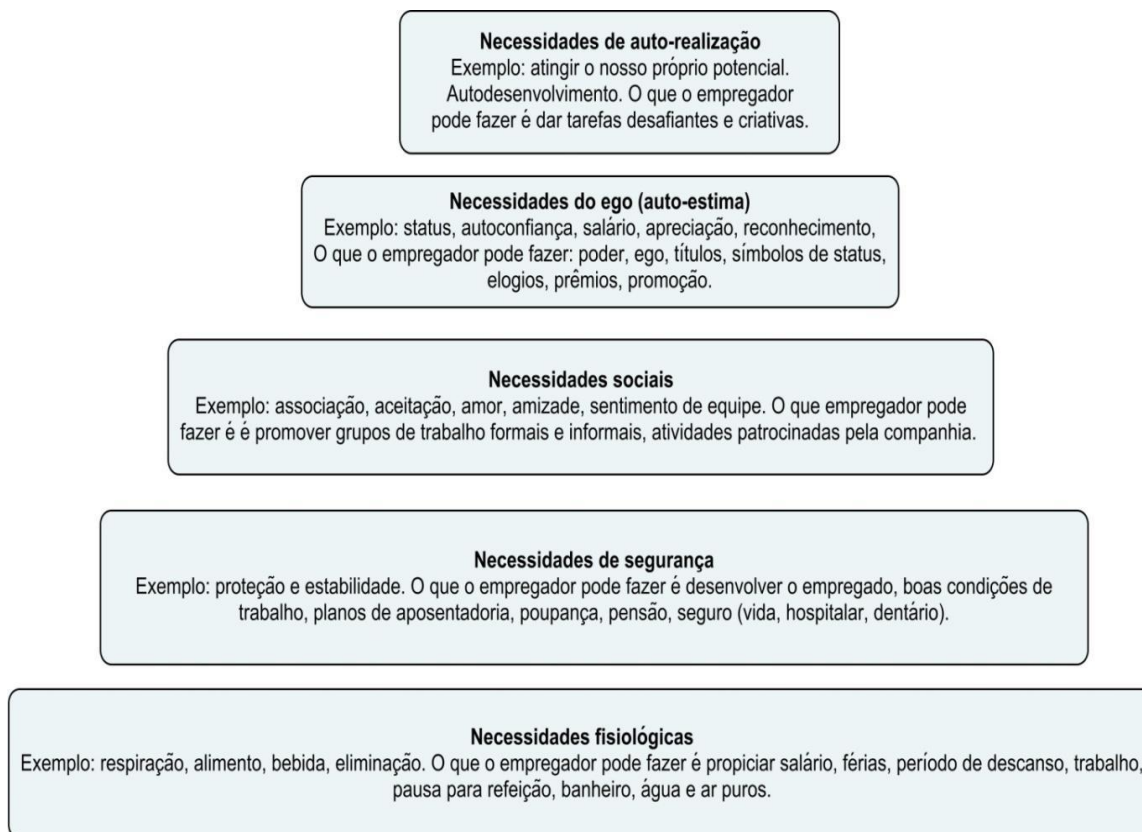 Necessidades de auto-realização
Exemplo: atingir o nosso próprio potencial.
Autodesenvolvimento. O que o empregador
pode fazer é dar tarefas desafiantes e criativas.
Necessidades do ego (auto-estima)
Exemplo: status, autoconfiança, salário, apreciação, reconhecimento,
O que o empregador pode fazer: poder, ego, títulos, símbolos de status,
elogios, prêmios, promoção.
Necessidades sociais
Exemplo: associação, aceitação, amor, amizade, sentimento de equipe. O que empregador pode
fazer é é promover grupos de trabalho formais e informais, atividades patrocinadas pela companhia.
Necessidades de segurança
Exemplo: proteção e estabilidade. O que o empregador pode fazer é desenvolver o empregado, boas condições de
trabalho, planos de aposentadoria, poupança, pensão, seguro (vida, hospitalar, dentário).
Necessidades fisiológicas
Exemplo: respiração, alimento, bebida, eliminação. O que o empregador pode fazer é propiciar salário, férias, período de descanso, trabalho,
pausa para refeição, banheiro, água e ar puros.